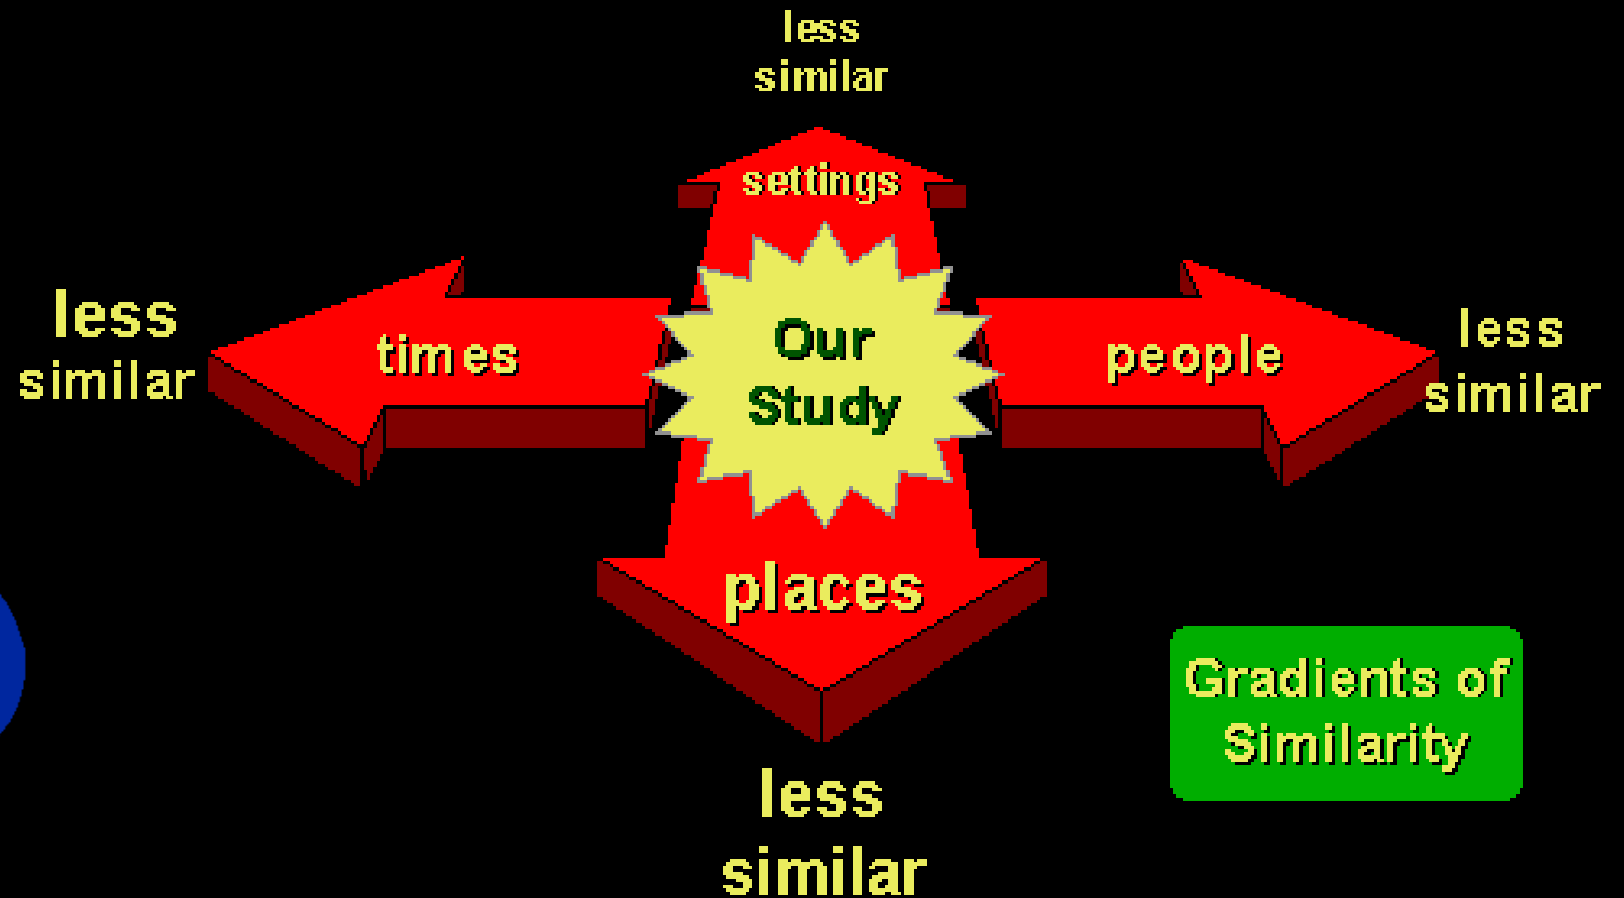 less
similar
settings
less
similar
times
Our
Study
people
less
similar
places
Gradients of
Similarity
less
similar